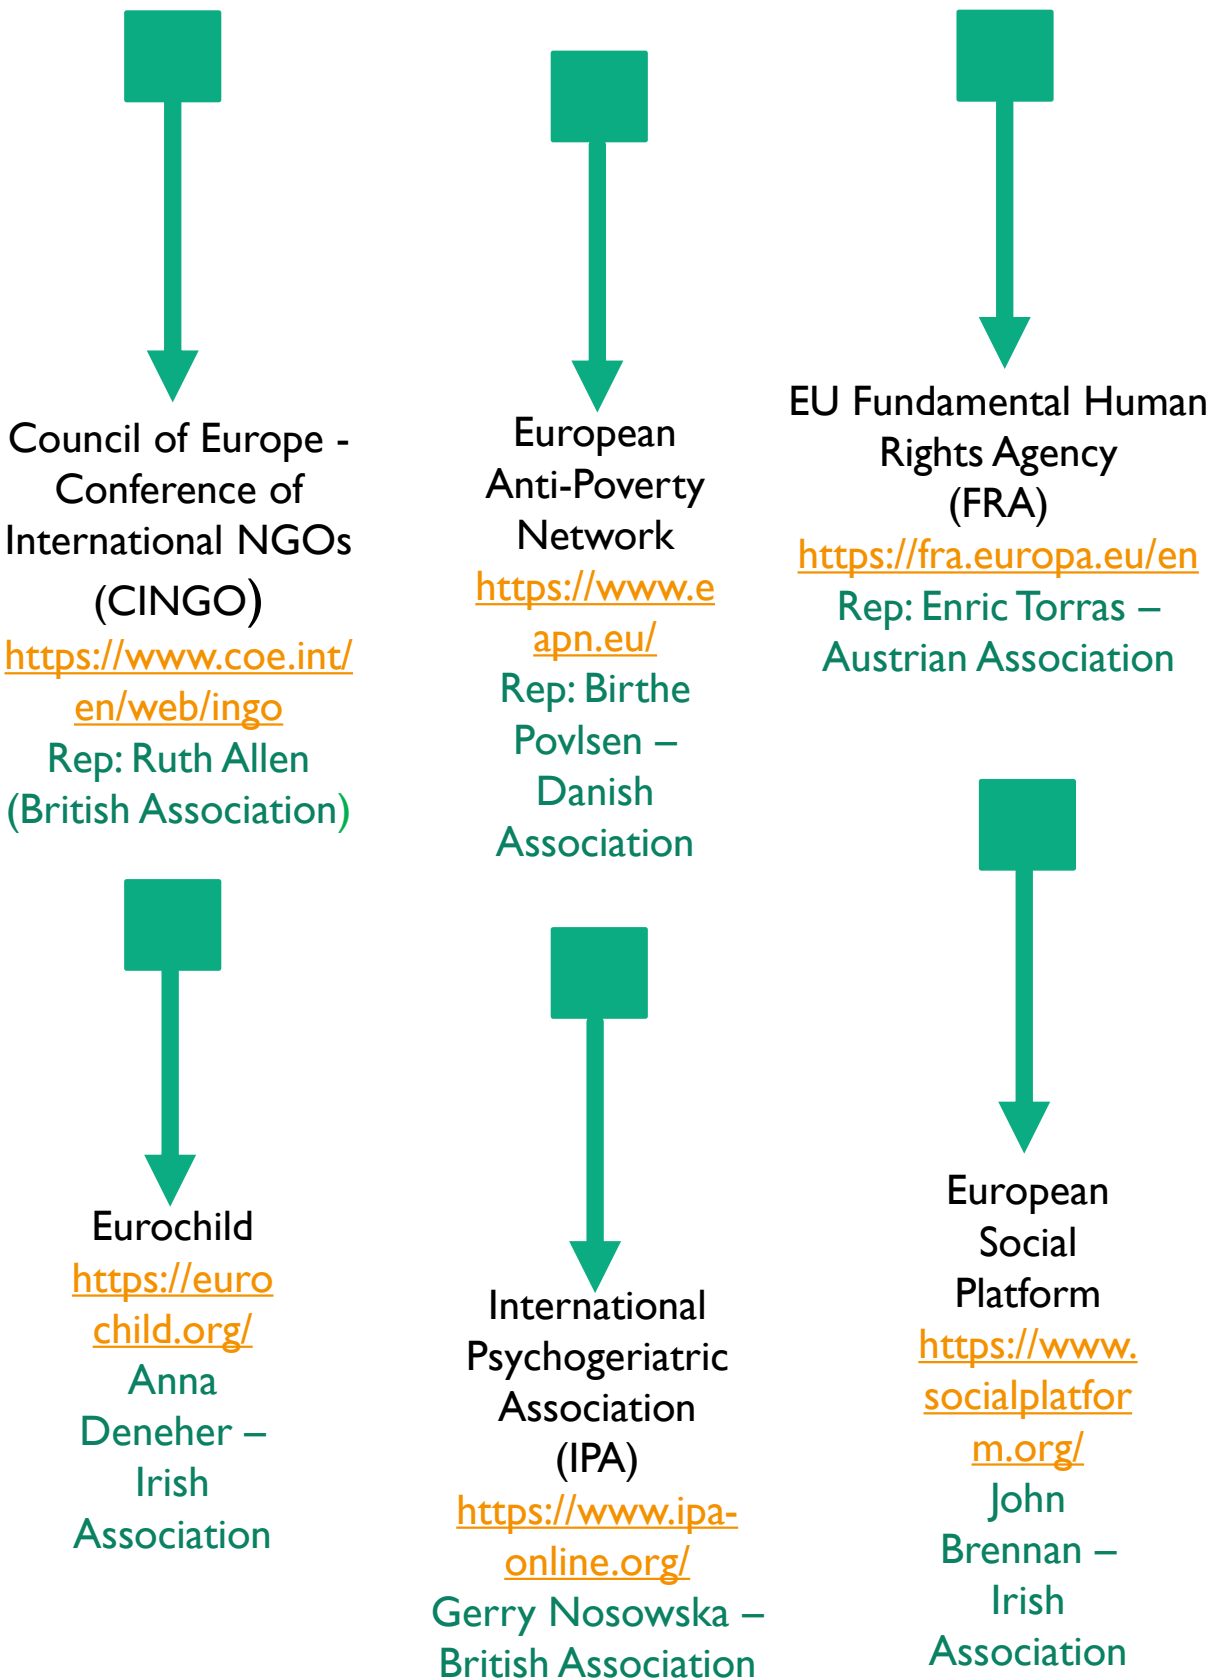 Council of Europe -
Conference of
International NGOs
(CINGO)
https://www.coe.int/
en/web/ingo
Rep: Ruth Allen
(British Association)
European
Anti-Poverty
Network
https://www.e
apn.eu/
Rep: Birthe
Povlsen –
Danish
Association
EU Fundamental Human
Rights Agency
(FRA)
https://fra.europa.eu/en
Rep: Enric Torras –
Austrian Association
Eurochild
https://euro
child.org/
Anna
Deneher –
Irish
Association
International
Psychogeriatric
Association
(IPA)
https://www.ipa-
online.org/
Gerry Nosowska –
British Association
European
Social
Platform
https://www.
socialplatfor
m.org/
John
Brennan –
Irish
Association